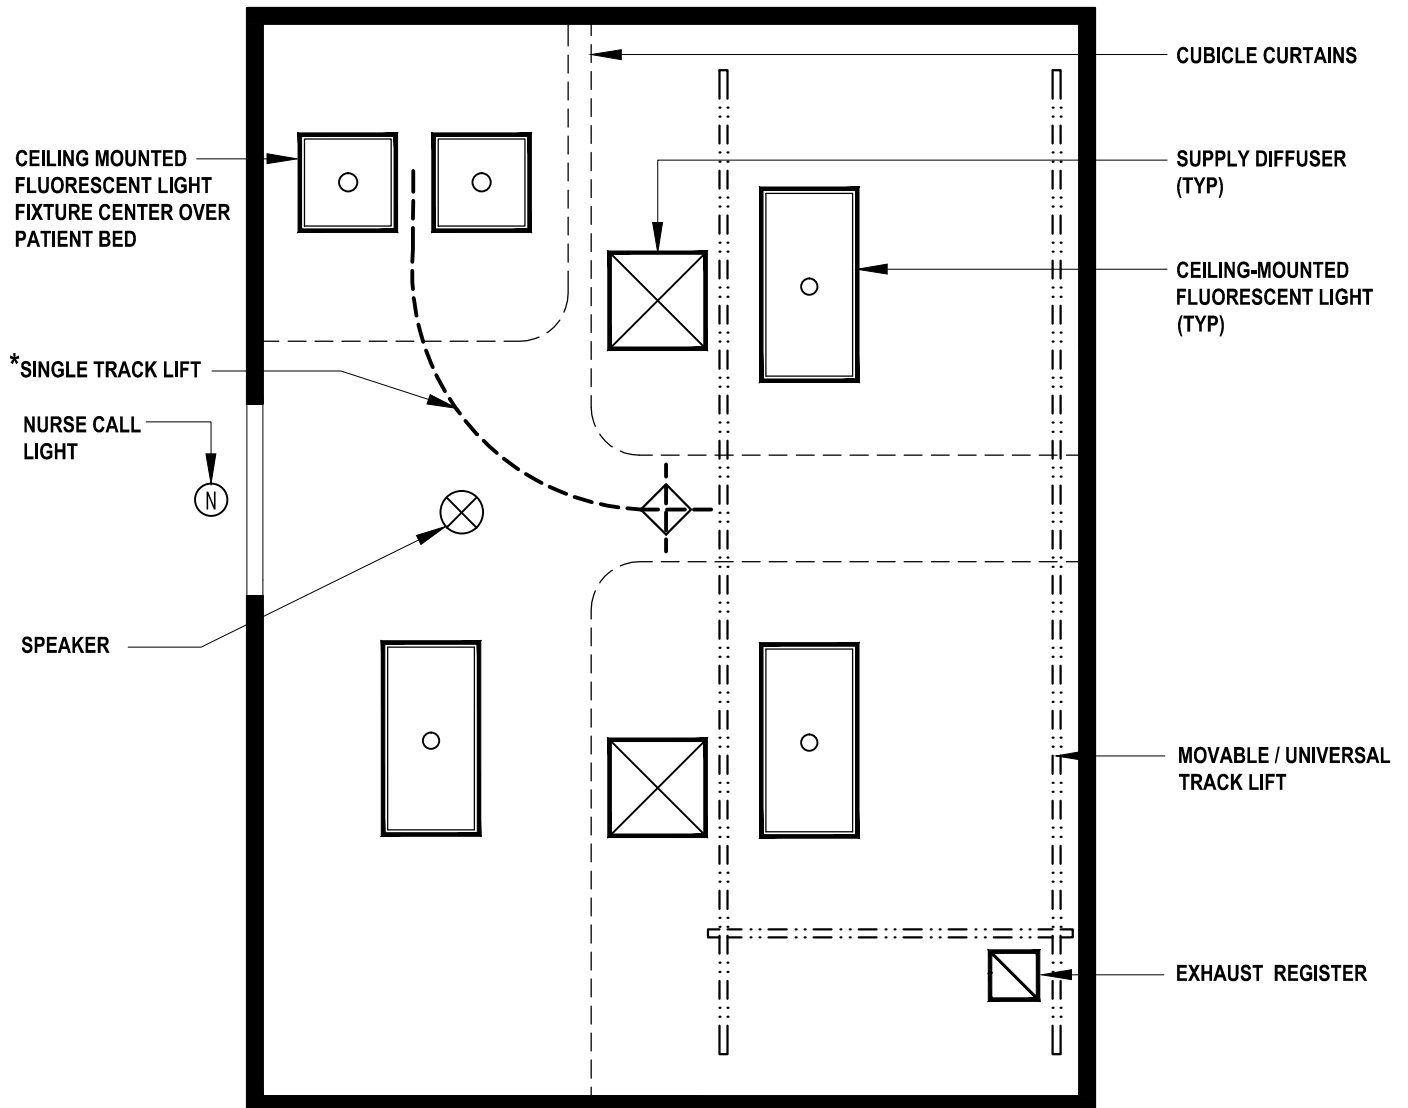 CUBICLE CURTAINS
CEILING MOUNTED
FLUORESCENT LIGHT
FIXTURE CENTER OVER
PATIENT BED
SUPPLY DIFFUSER
(TYP)
CEILING-MOUNTED
FLUORESCENT LIGHT
(TYP)
*SINGLE TRACK LIFT
NURSE CALL
LIGHT
N
SPEAKER
MOVABLE / UNIVERSAL
TRACK LIFT
EXHAUST REGISTER